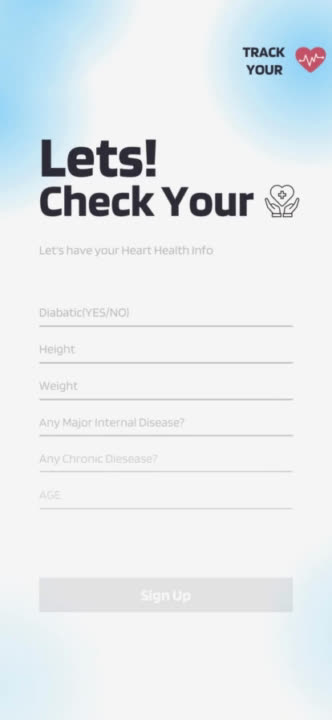 TRACK
YOUR
Lets!
Check Your
Let's have your Heart Health Info
Diabatic(YES/NO)
Height
Weight
Any Major Internal Disease?
Any Chronic Diesease?
AGE
Sign Up